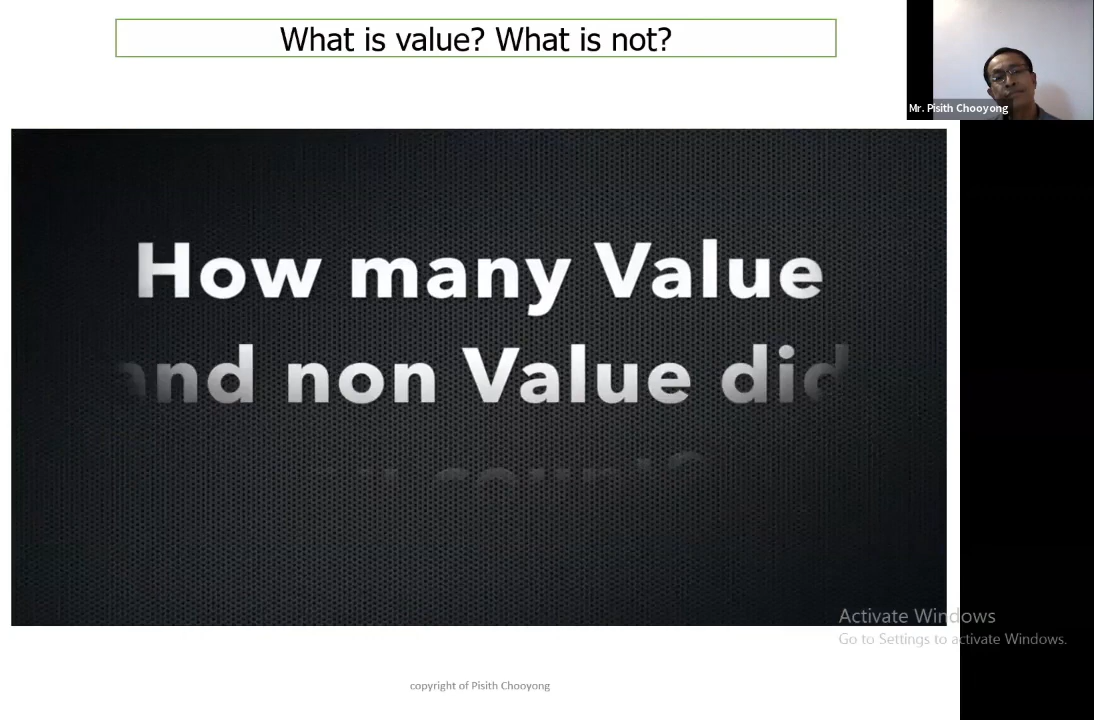 What is value? What is not?
Mr. Pisith Chooyong
How many Value
and non Value did
Activate Windows
Go to Settings to activate Windows.
copyright of Pisith Chooyong